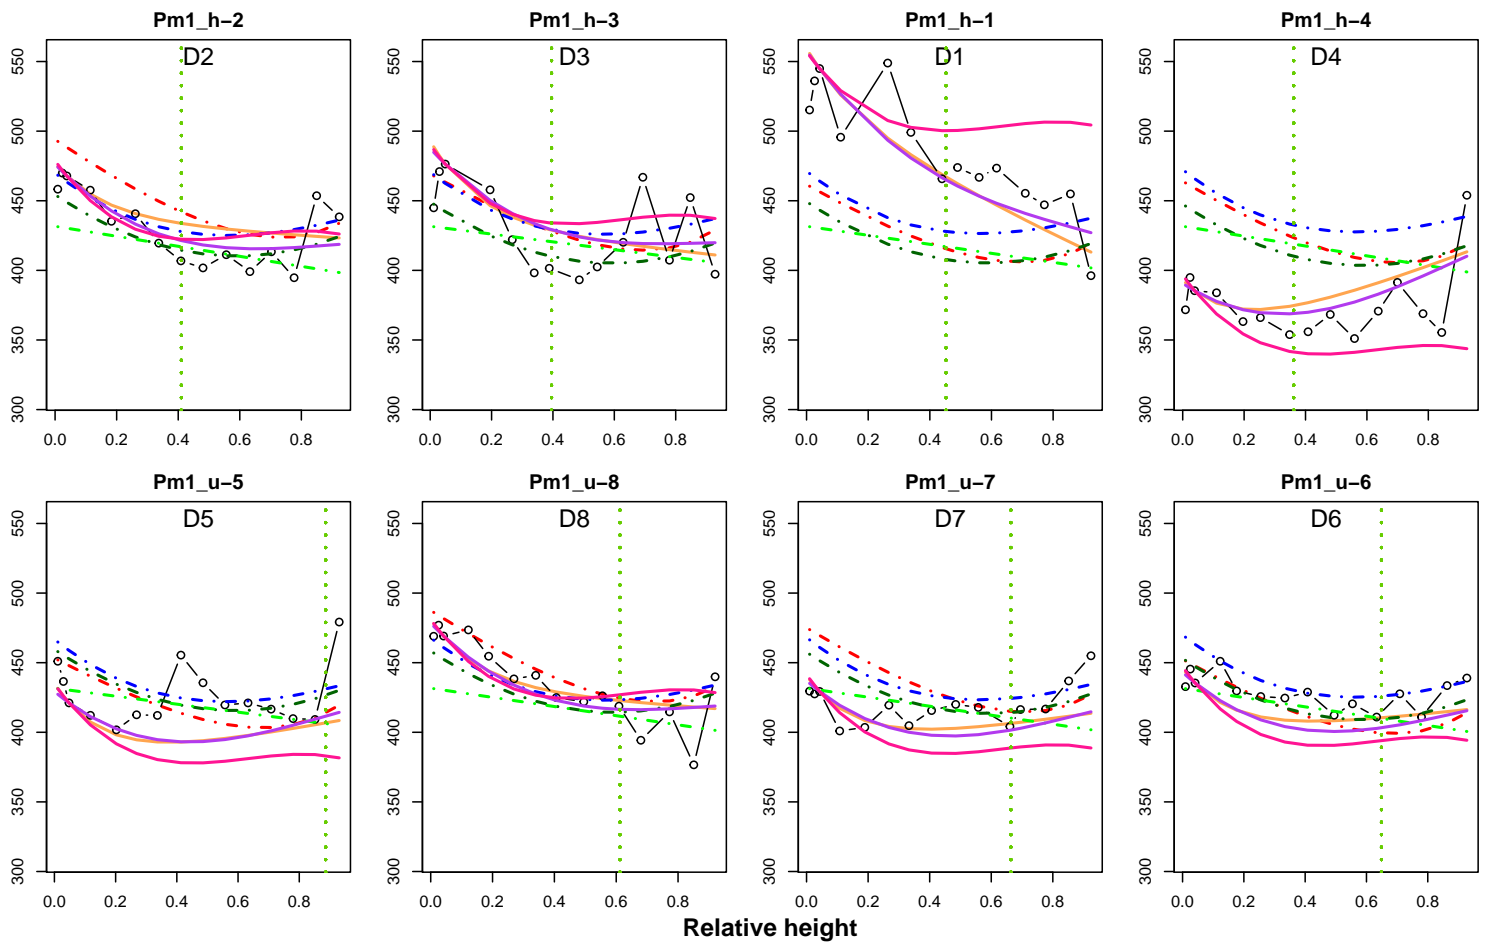 Pm1_h−2 Pm1_h−3 Pm1_h−1 Pm1_h−4
D2 D3 D1 D4
550 550 550 550
500 500 500 500
450 450 450 450
400 400 400 400
350 350 350 350
300 300 300 300
0.0 0.2 0.4 0.6 0.8 0.0 0.2 0.4 0.6 0.8 0.0 0.2 0.4 0.6 0.8 0.0 0.2 0.4 0.6 0.8
Pm1_u−5 Pm1_u−8 Pm1_u−7 Pm1_u−6
D5 D8 D7 D6
550 550 550 550
500 500 500 500
450 450 450 450
400 400 400 400
350 350 350 350
300 300 300 300
0.0 0.2 0.4 0.6 0.8 0.0 0.2 0.4 0.6 0.8 0.0 0.2 0.4 0.6 0.8 0.0 0.2 0.4 0.6 0.8
Relative height